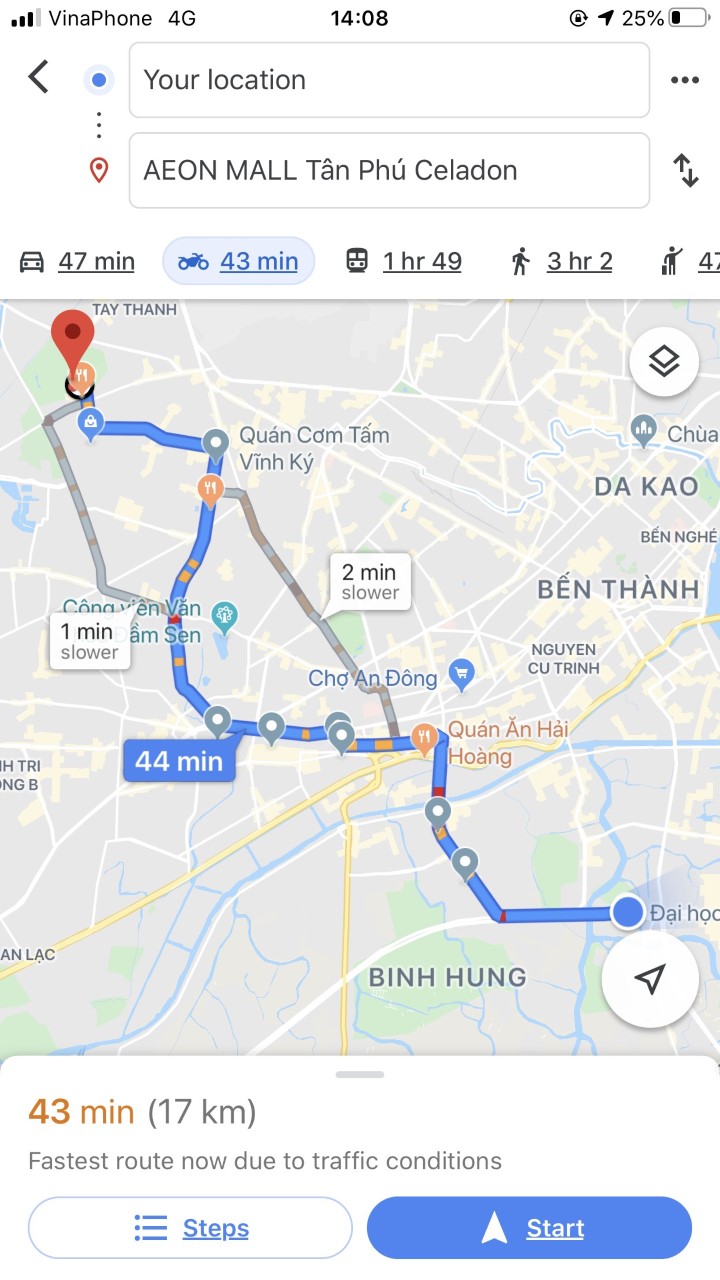 VinaPhone 4G 14:08 25%
Your location
AEON MALL Tân Phú Celadon
47 min 43 min 1 hr 49 3 hr 2 47
TAY THANH
Quán Cơm Tấm
Vĩnh Ký
Chùa
DA KAO
BẾN NGHÉ
2 min
slower
BẾN THÀNH
Công viên Văn
Đầm Sen
1 min
slower
NGUYEN
CU TRINH
Chợ An Đông
Quán Ăn Hải
Hoàng
44 min
H TRI
NG B
Đại học
AN LẠC
BINH HUNG
43 min (17 km)
Fastest route now due to traffic conditions
Steps
Start